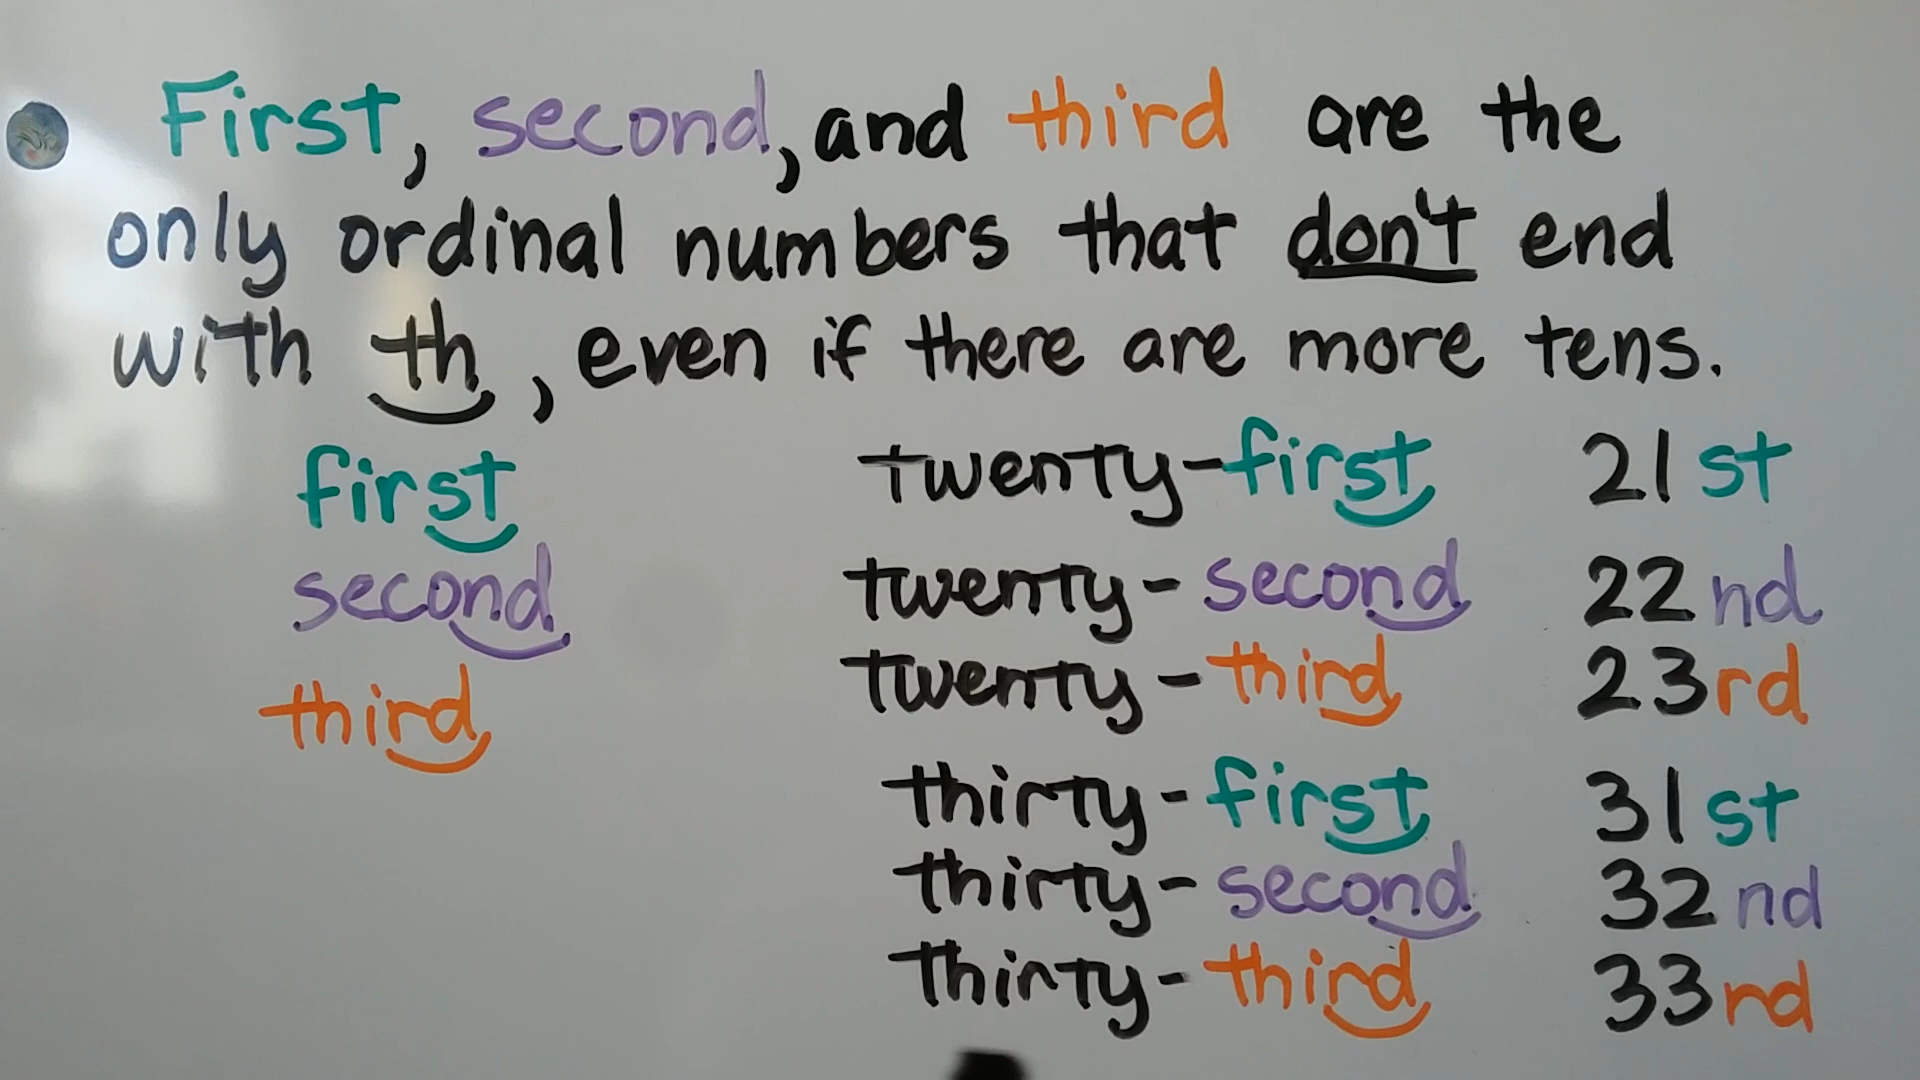 First, second, and third are the
only ordinal numbers that don't end
with th, even if there are more tens.
first
second
third
twenty-first 21st
twenty-second 22nd
twenty-third 23rd
thirty-first 31st
thirty-second 32nd
thirty-third 33rd